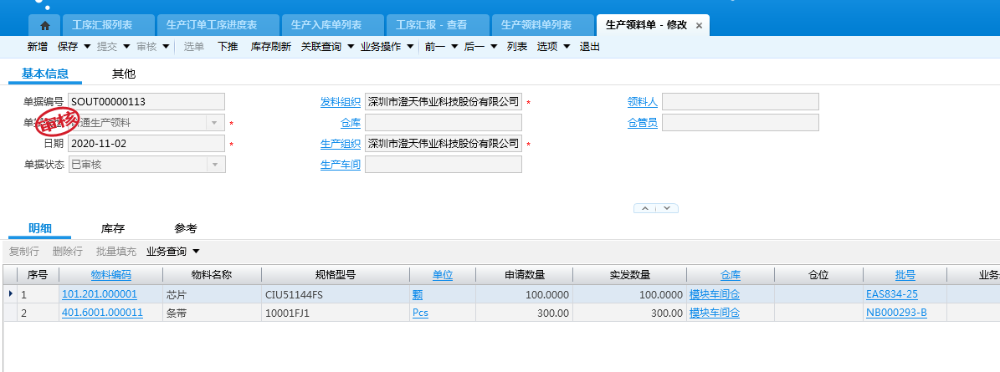 工序汇报列表 生产订单工序进度表 生产入库单列表 工序汇报 - 查看 生产领料单列表 生产领料单 - 修改 ×
新增 保存 提交 审核 选单 下推 库存刷新 关联查询 业务操作 前一 后一 列表 选项 退出
基本信息 其他
单据编号 SOUT00000113 发料组织 深圳市澄天伟业科技股份有限公司 * 领料人
审核
通生产领料 * 仓库 仓管员
日期 2020-11-02 * 生产组织 深圳市澄天伟业科技股份有限公司 *
单据状态 已审核 生产车间
明细 库存 参考
复制行 删除行 批量填充 业务查询
序号 物料编码 物料名称 规格型号 单位 申请数量 实发数量 仓库 仓位 批号 业务
1 101.201.000001 芯片 CIU51144FS 颗 100.0000 100.0000 模块车间仓 EAS834-25
2 401.6001.000011 条带 10001FJ1 Pcs 300.00 300.00 模块车间仓 NB000293-B